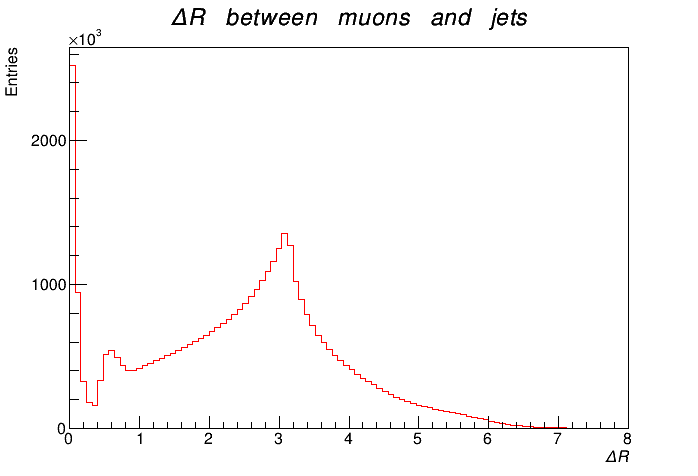 ΔR between muons and jets
×10³
Entries
2000
1000
0
0 1 2 3 4 5 6 7 8
ΔR